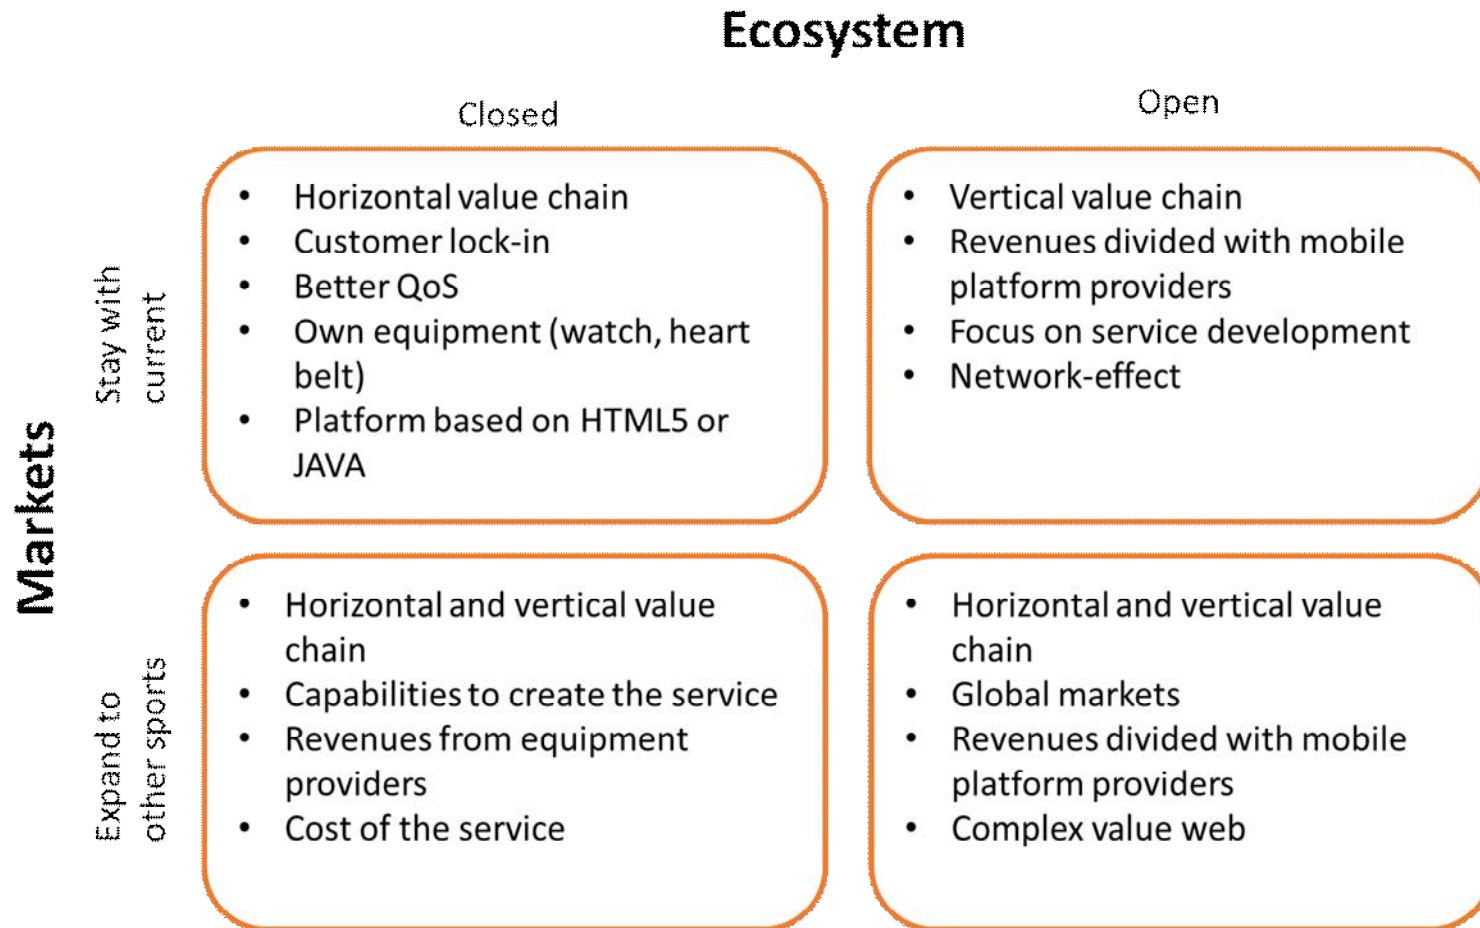 Ecosystem
Closed
Open
Markets
Stay with
current
• Horizontal value chain
• Customer lock-in
• Better QoS
• Own equipment (watch, heart
belt)
• Platform based on HTML5 or
JAVA
• Vertical value chain
• Revenues divided with mobile
platform providers
• Focus on service development
• Network-effect
Expand to
other sports
• Horizontal and vertical value
chain
• Capabilities to create the service
• Revenues from equipment
providers
• Cost of the service
• Horizontal and vertical value
chain
• Global markets
• Revenues divided with mobile
platform providers
• Complex value web